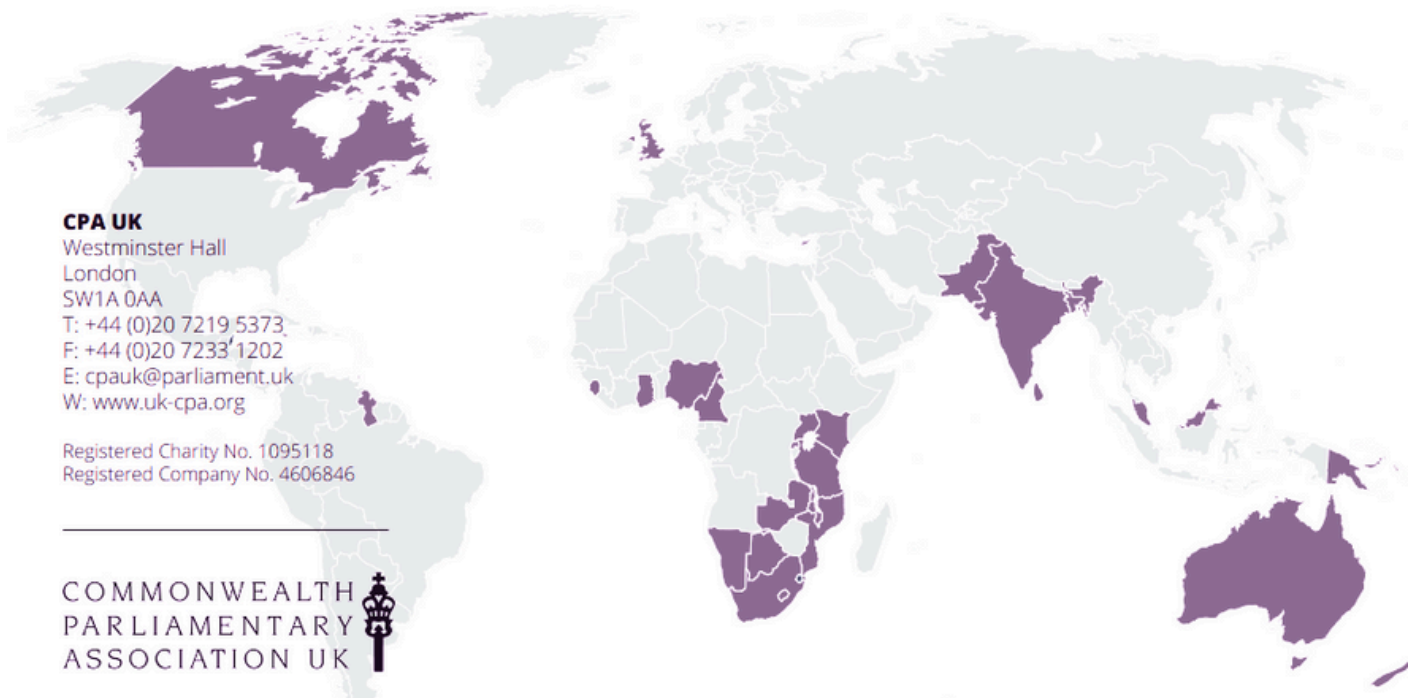 CPA UK
Westminster Hall
London
SW1A 0AA
T: +44 (0)20 7219 5373
F: +44 (0)20 7233 1202
E: cpauk@parliament.uk
W: www.uk-cpa.org
Registered Charity No. 1095118
Registered Company No. 4606846
COMMONWEALTH
PARLIAMENTARY
ASSOCIATION UK